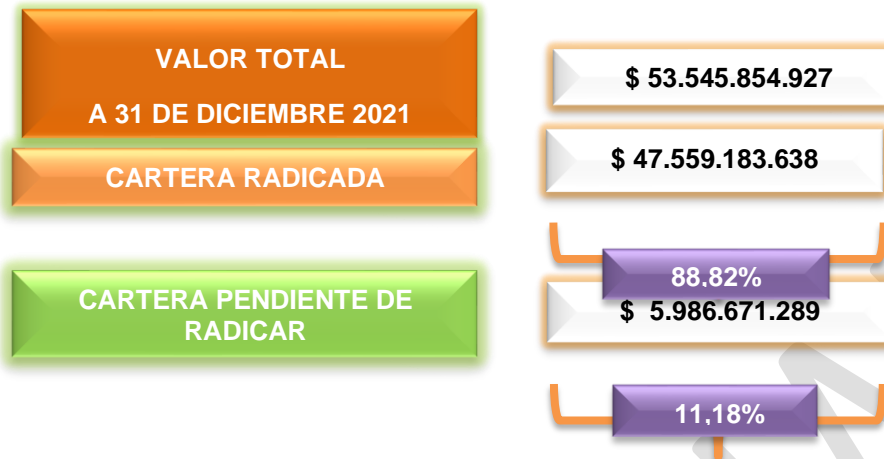 VALOR TOTAL
A 31 DE DICIEMBRE 2021
$ 53.545.854.927
CARTERA RADICADA
$ 47.559.183.638
88,82%
CARTERA PENDIENTE DE
RADICAR
$ 5.986.671.289
11,18%